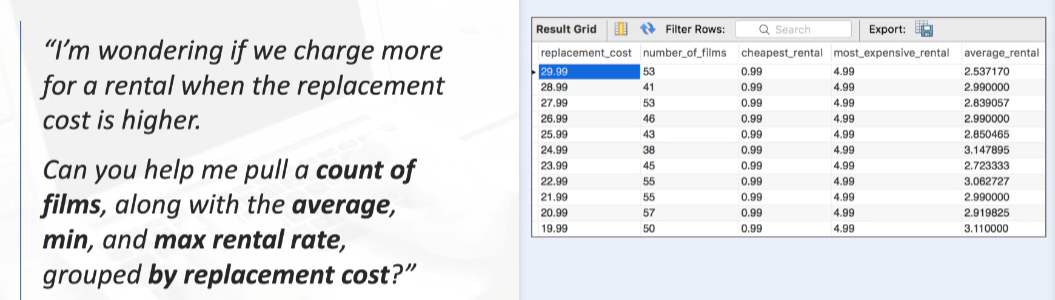 “I’m wondering if we charge more
for a rental when the replacement
cost is higher.
Can you help me pull a count of
films, along with the average,
min, and max rental rate,
grouped by replacement cost?”
Result Grid Filter Rows: Search Export:
replacement_cost number_of_films cheapest_rental most_expensive_rental average_rental
29.99 53 0.99 4.99 2.537170
28.99 41 0.99 4.99 2.990000
27.99 53 0.99 4.99 2.839057
26.99 46 0.99 4.99 2.990000
25.99 43 0.99 4.99 2.850465
24.99 38 0.99 4.99 3.147895
23.99 45 0.99 4.99 2.723333
22.99 55 0.99 4.99 3.062727
21.99 55 0.99 4.99 2.990000
20.99 57 0.99 4.99 2.919825
19.99 50 0.99 4.99 3.110000